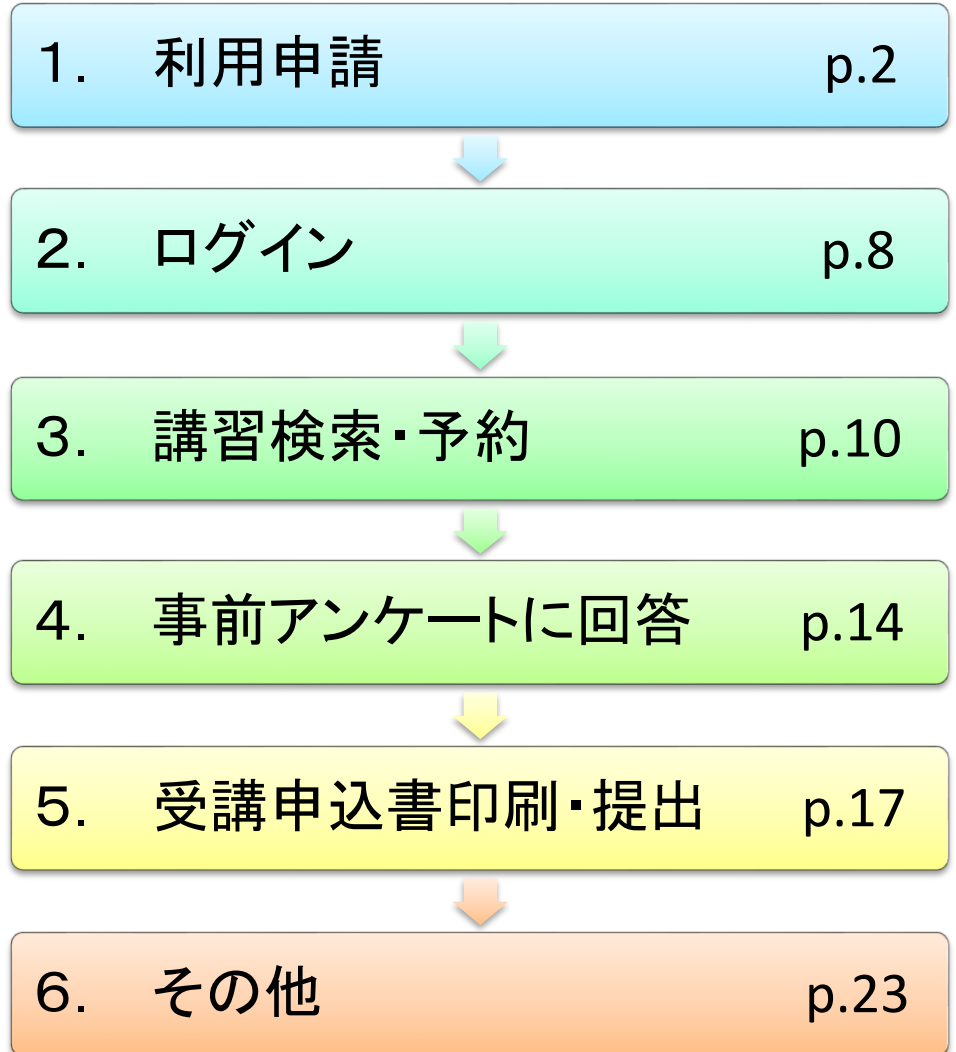 １.　利用申請　p.2
２.　ログイン　p.8
３.　講習検索・予約　p.10
４.　事前アンケートに回答　p.14
５.　受講申込書印刷・提出　p.17
６.　その他　p.23